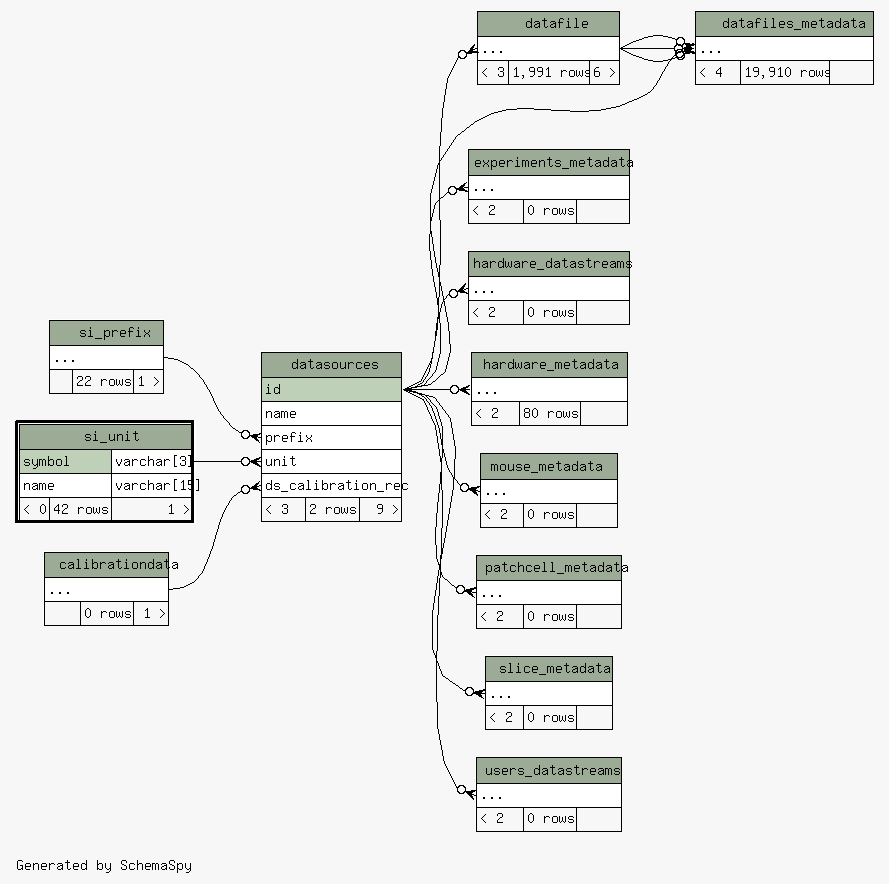 datafile
...
< 3 1,991 rows 6 >
datafiles_metadata
...
< 4 19,910 rows
experiments_metadata
...
< 2 0 rows
hardware_datastreams
...
< 2 0 rows
si_prefix
...
22 rows 1 >
datasources
id
name
prefix
unit
ds_calibration_rec
< 3 2 rows 9 >
hardware_metadata
...
< 2 80 rows
si_unit
symbol varchar[3]
name varchar[15]
< 0 42 rows 1 >
mouse_metadata
...
< 2 0 rows
calibrationdata
...
0 rows 1 >
patchcell_metadata
...
< 2 0 rows
slice_metadata
...
< 2 0 rows
users_datastreams
...
< 2 0 rows
Generated by SchemaSpy